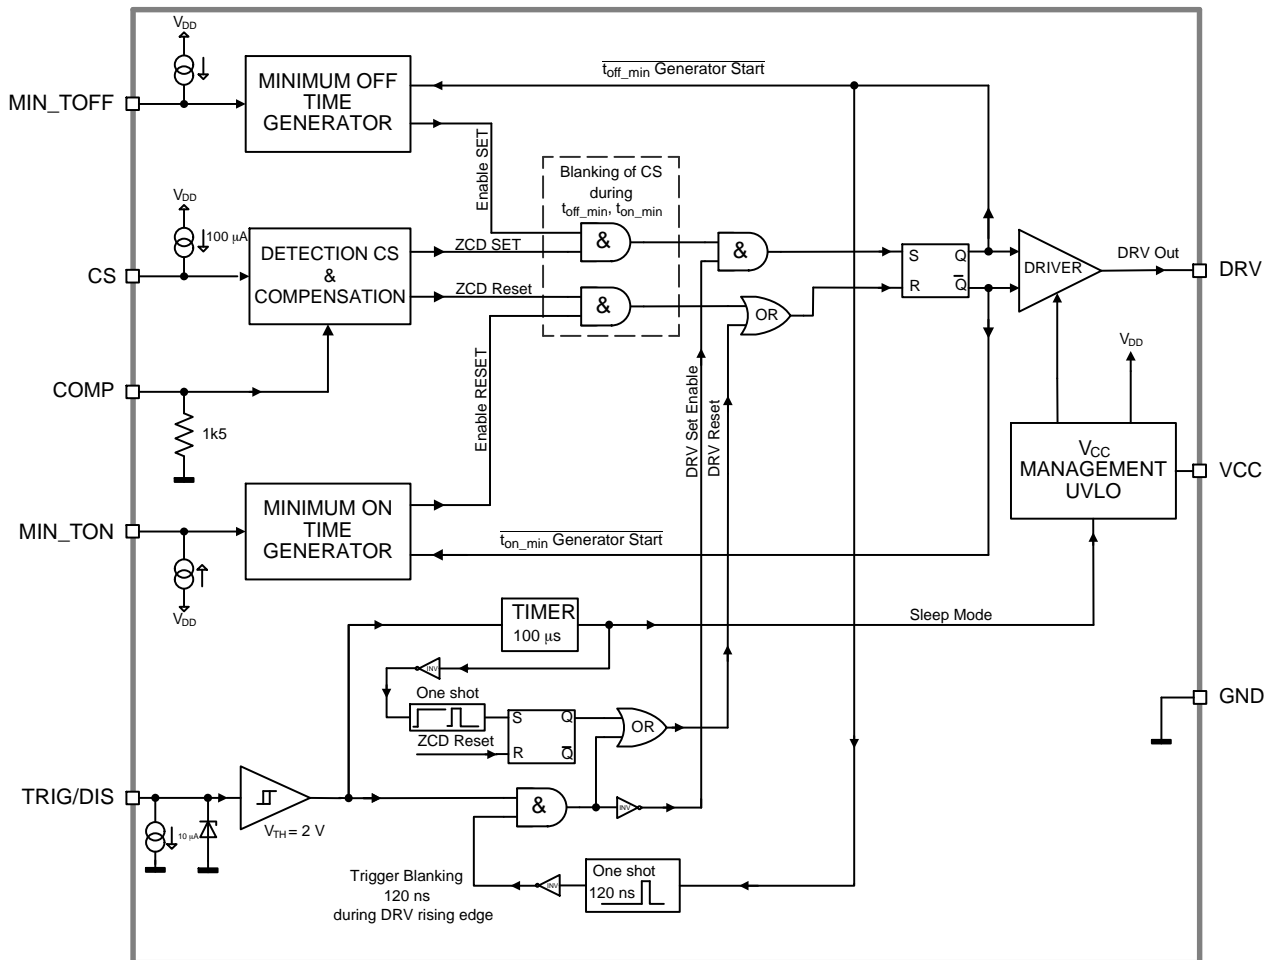 VDD
MIN_TOFF
MINIMUM OFF
TIME
GENERATOR
toff_min Generator Start
Enable SET
Blanking of CS
during
toff_min, ton_min
VDD
100 µA
CS
DETECTION CS
&
COMPENSATION
ZCD SET
ZCD Reset
&
&
&
OR
S
Q
R
Q
DRIVER
DRV Out
DRV
COMP
1k5
Enable RESET
DRV Set Enable
DRV Reset
VDD
VCC
MANAGEMENT
UVLO
VCC
MIN_TON
MINIMUM ON
TIME
GENERATOR
ton_min Generator Start
VDD
TIMER
100 µs
Sleep Mode
INV
One shot
ZCD Reset
S
Q
R
Q
OR
GND
TRIG/DIS
10 µA
VTH = 2 V
&
INV
Trigger Blanking
120 ns
during DRV rising edge
INV
One shot
120 ns